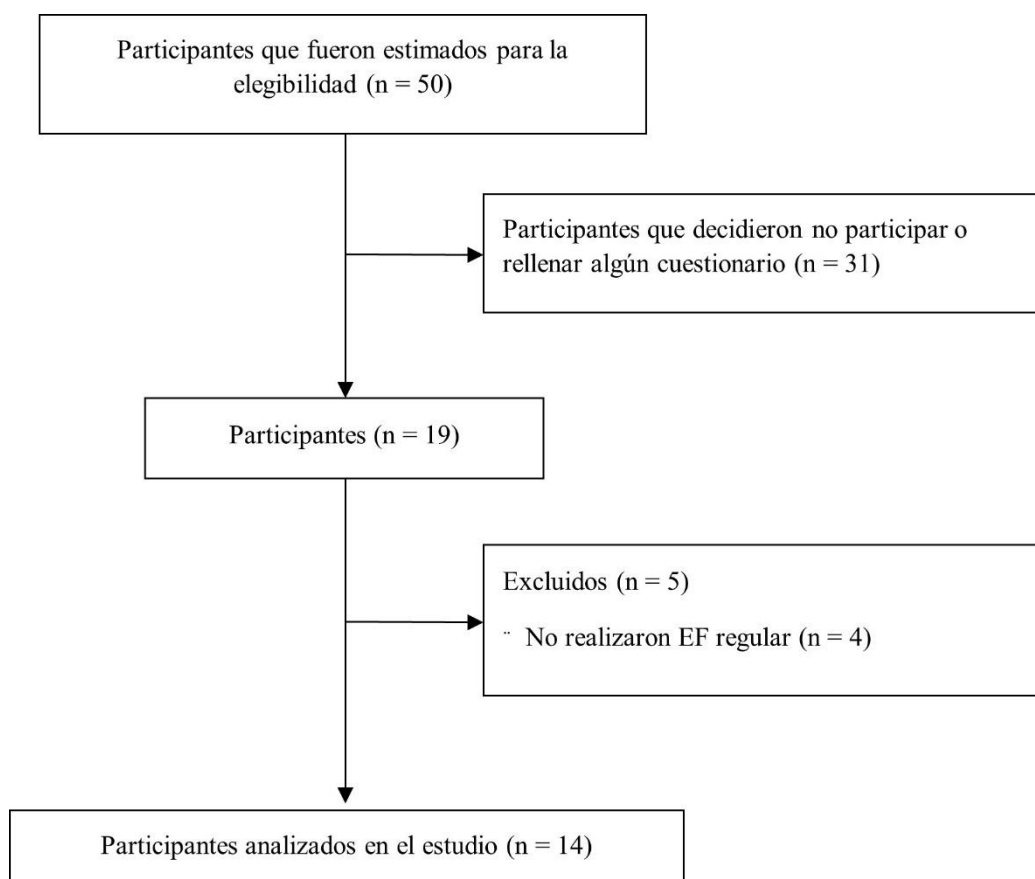 Participantes que fueron estimados para la
elegibilidad (n = 50)
Participantes que decidieron no participar o
rellenar algún cuestionario (n = 31)
Participantes (n = 19)
Excluidos (n = 5)
¨ No realizaron EF regular (n = 4)
Participantes analizados en el estudio (n = 14)